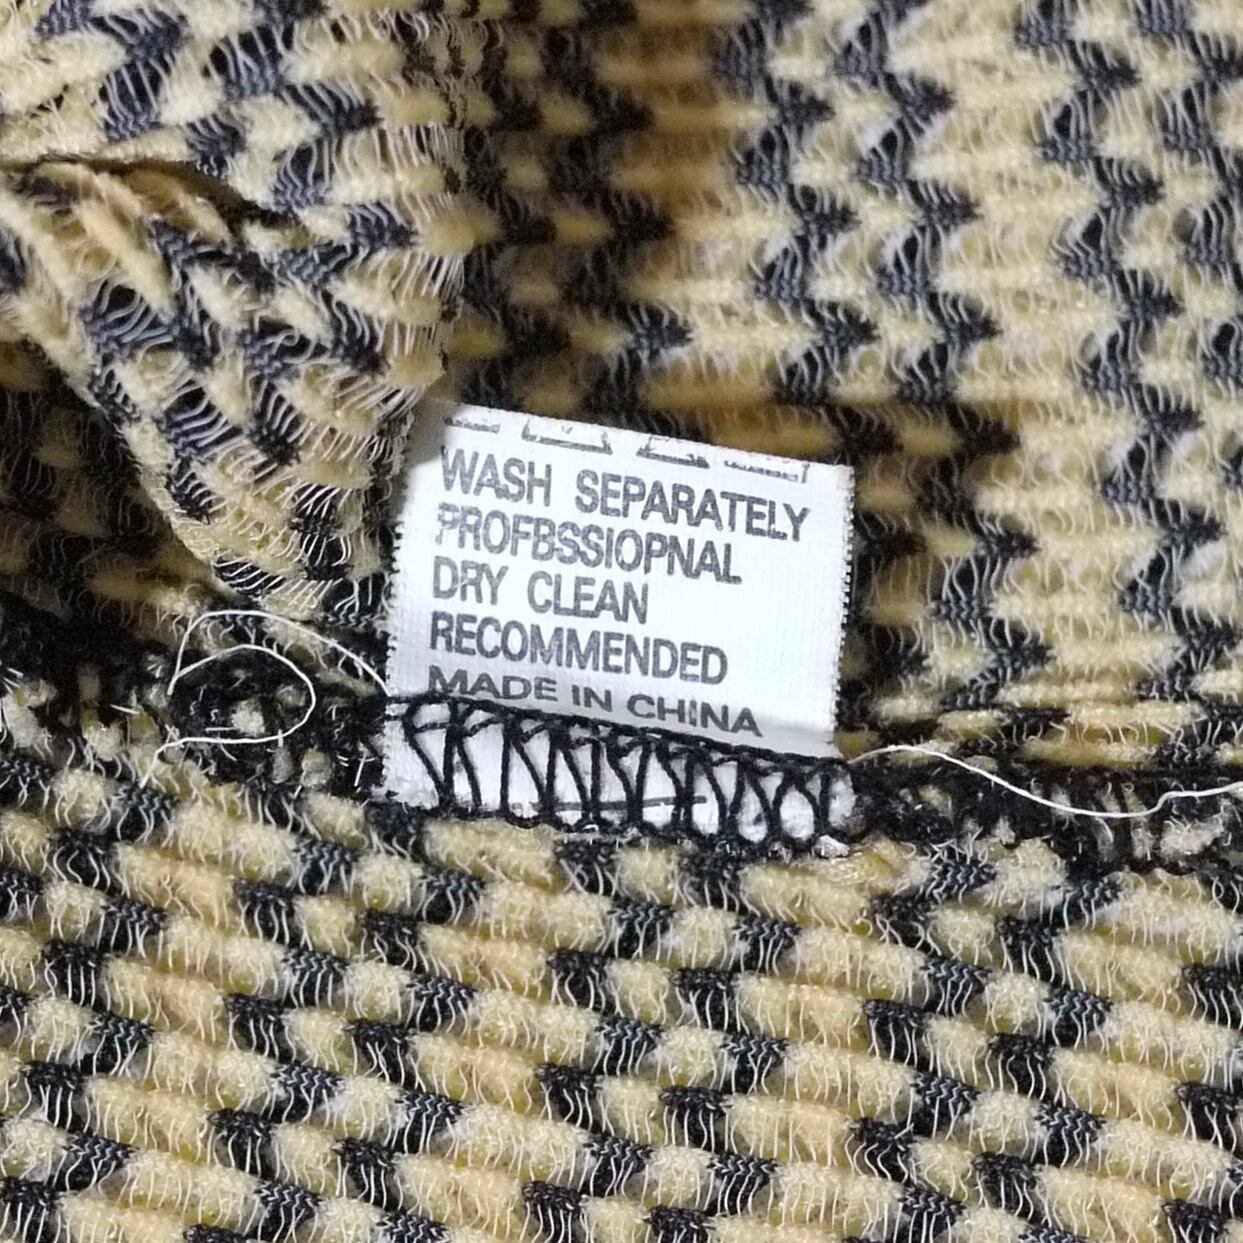 WASH SEPARATELY
PROFBSSIOPNAL
DRY CLEAN
RECOMMENDED
MADE IN CHINA